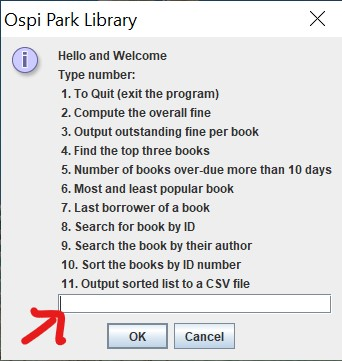 Ospi Park Library
Hello and Welcome
Type number:
1. To Quit (exit the program)
2. Compute the overall fine
3. Output outstanding fine per book
4. Find the top three books
5. Number of books over-due more than 10 days
6. Most and least popular book
7. Last borrower of a book
8. Search for book by ID
9. Search the book by their author
10. Sort the books by ID number
11. Output sorted list to a CSV file
OK Cancel